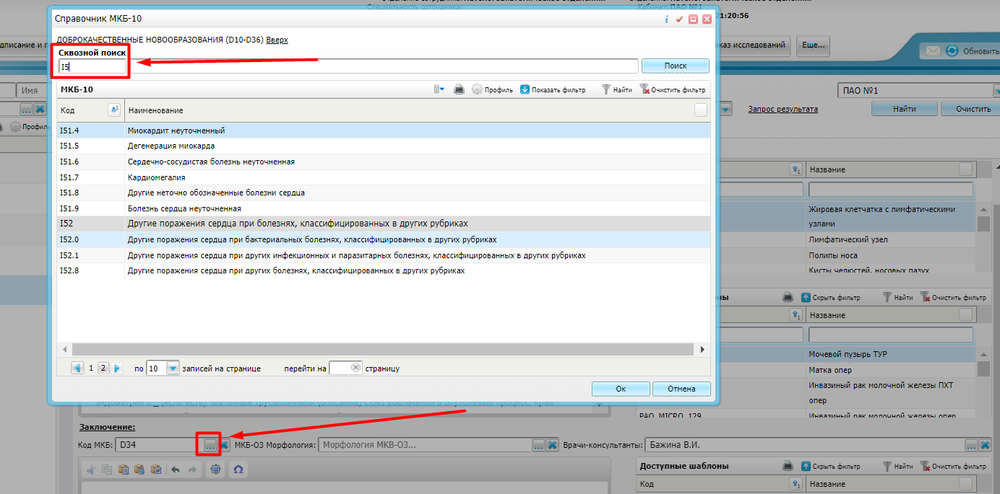 Кабинет: ПАО №1
Специальность сотрудника:
Справочник МКБ-10
21:20:56
ДОБРОКАЧЕСТВЕННЫЕ НОВООБРАЗОВАНИЯ (D10-D36) Вверх
Сквозной поиск
I5
Поиск
аказ исследований
Еще...
Обновить
дписание и п
МКБ-10
Профиль
Показать фильтр
Найти
Очистить фильтр
Имя
ПАО №1
Код
Наименование
Запрос результата
Найти
Очистить
Профиль
I51.4 Миокардит неуточненный
I51.5 Дегенерация миокарда
I51.6 Сердечно-сосудистая болезнь неуточненная
I51.7 Кардиомегалия
I51.8 Другие неточно обозначенные болезни сердца
I51.9 Болезнь сердца неуточненная
I52 Другие поражения сердца при болезнях, классифицированных в других рубриках
I52.0 Другие поражения сердца при бактериальных болезнях, классифицированных в других рубриках
I52.1 Другие поражения сердца при других инфекционных и паразитарных болезнях, классифицированных в других рубриках
I52.8 Другие поражения сердца при других болезнях, классифицированных в других рубриках
Название
Жировая клетчатка с лимфатическими
узлами
Лимфатический узел
Полипы носа
Кисты челюстей, носовых пазух
ны
Скрыть фильтр
Найти
Очистить фильтр
Название
Мочевой пузырь ТУР
Матка опер
Инвазиный рак молочной железы ПХТ
опер
PAO_MICRO_129 Инвазиный рак молочной железы опер
1 2 по 10 записей на странице перейти на страницу
Ок
Отмена
Заключение:
Код МКБ: D34 ... МКБ-О3 Морфология: Морфология МКВ-О3... ... Врачи-консультанты: Бажина В.И. ...
Доступные шаблоны
Скрыть фильтр
Найти
Очистить фильтр
Код
Название